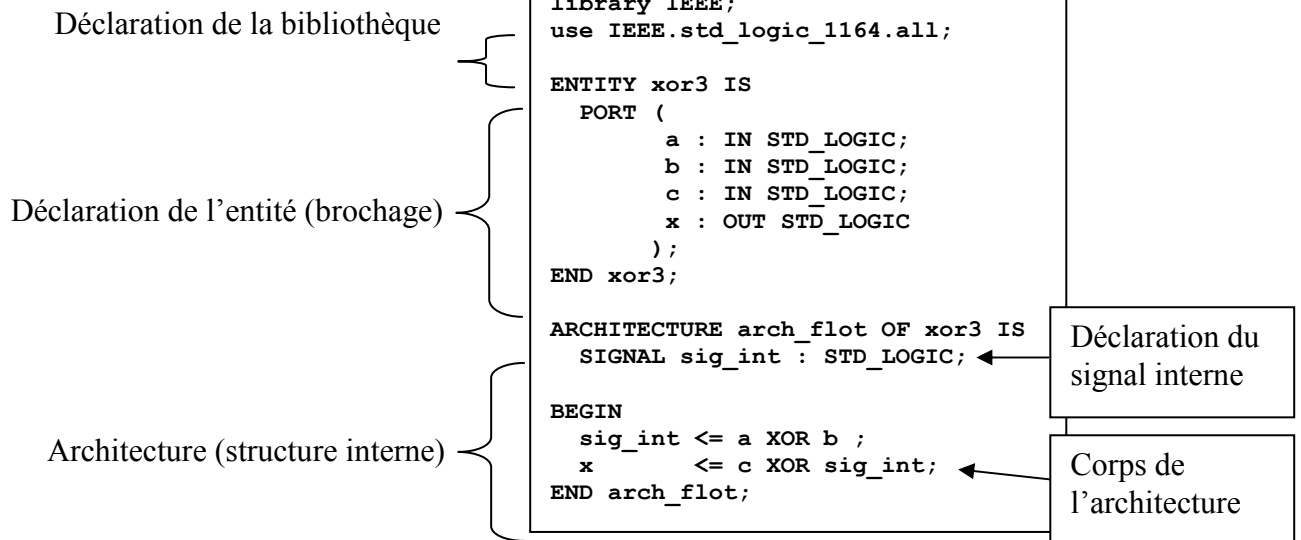 Déclaration de la bibliothèque
library IEEE;
use IEEE.std_logic_1164.all;
ENTITY xor3 IS
PORT (
a : IN STD_LOGIC;
b : IN STD_LOGIC;
c : IN STD_LOGIC;
x : OUT STD_LOGIC
);
END xor3;
Déclaration de l’entité (brochage)
ARCHITECTURE arch_flot OF xor3 IS
SIGNAL sig_int : STD_LOGIC;
Déclaration du
signal interne
BEGIN
sig_int <= a XOR b ;
x <= c XOR sig_int;
END arch_flot;
Architecture (structure interne)
Corps de
l’architecture